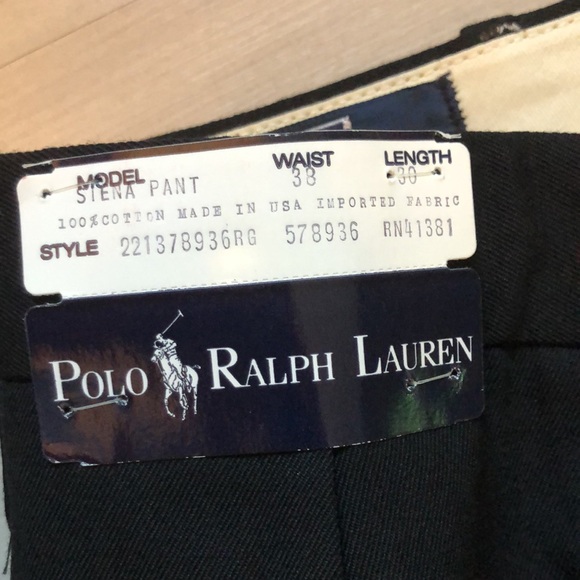 MODEL WAIST LENGTH
SIENA PANT 38 30
100%COTTON MADE IN USA IMPORTED FABRIC
STYLE 221378936RG 578936 RN41381
POLO RALPH LAUREN